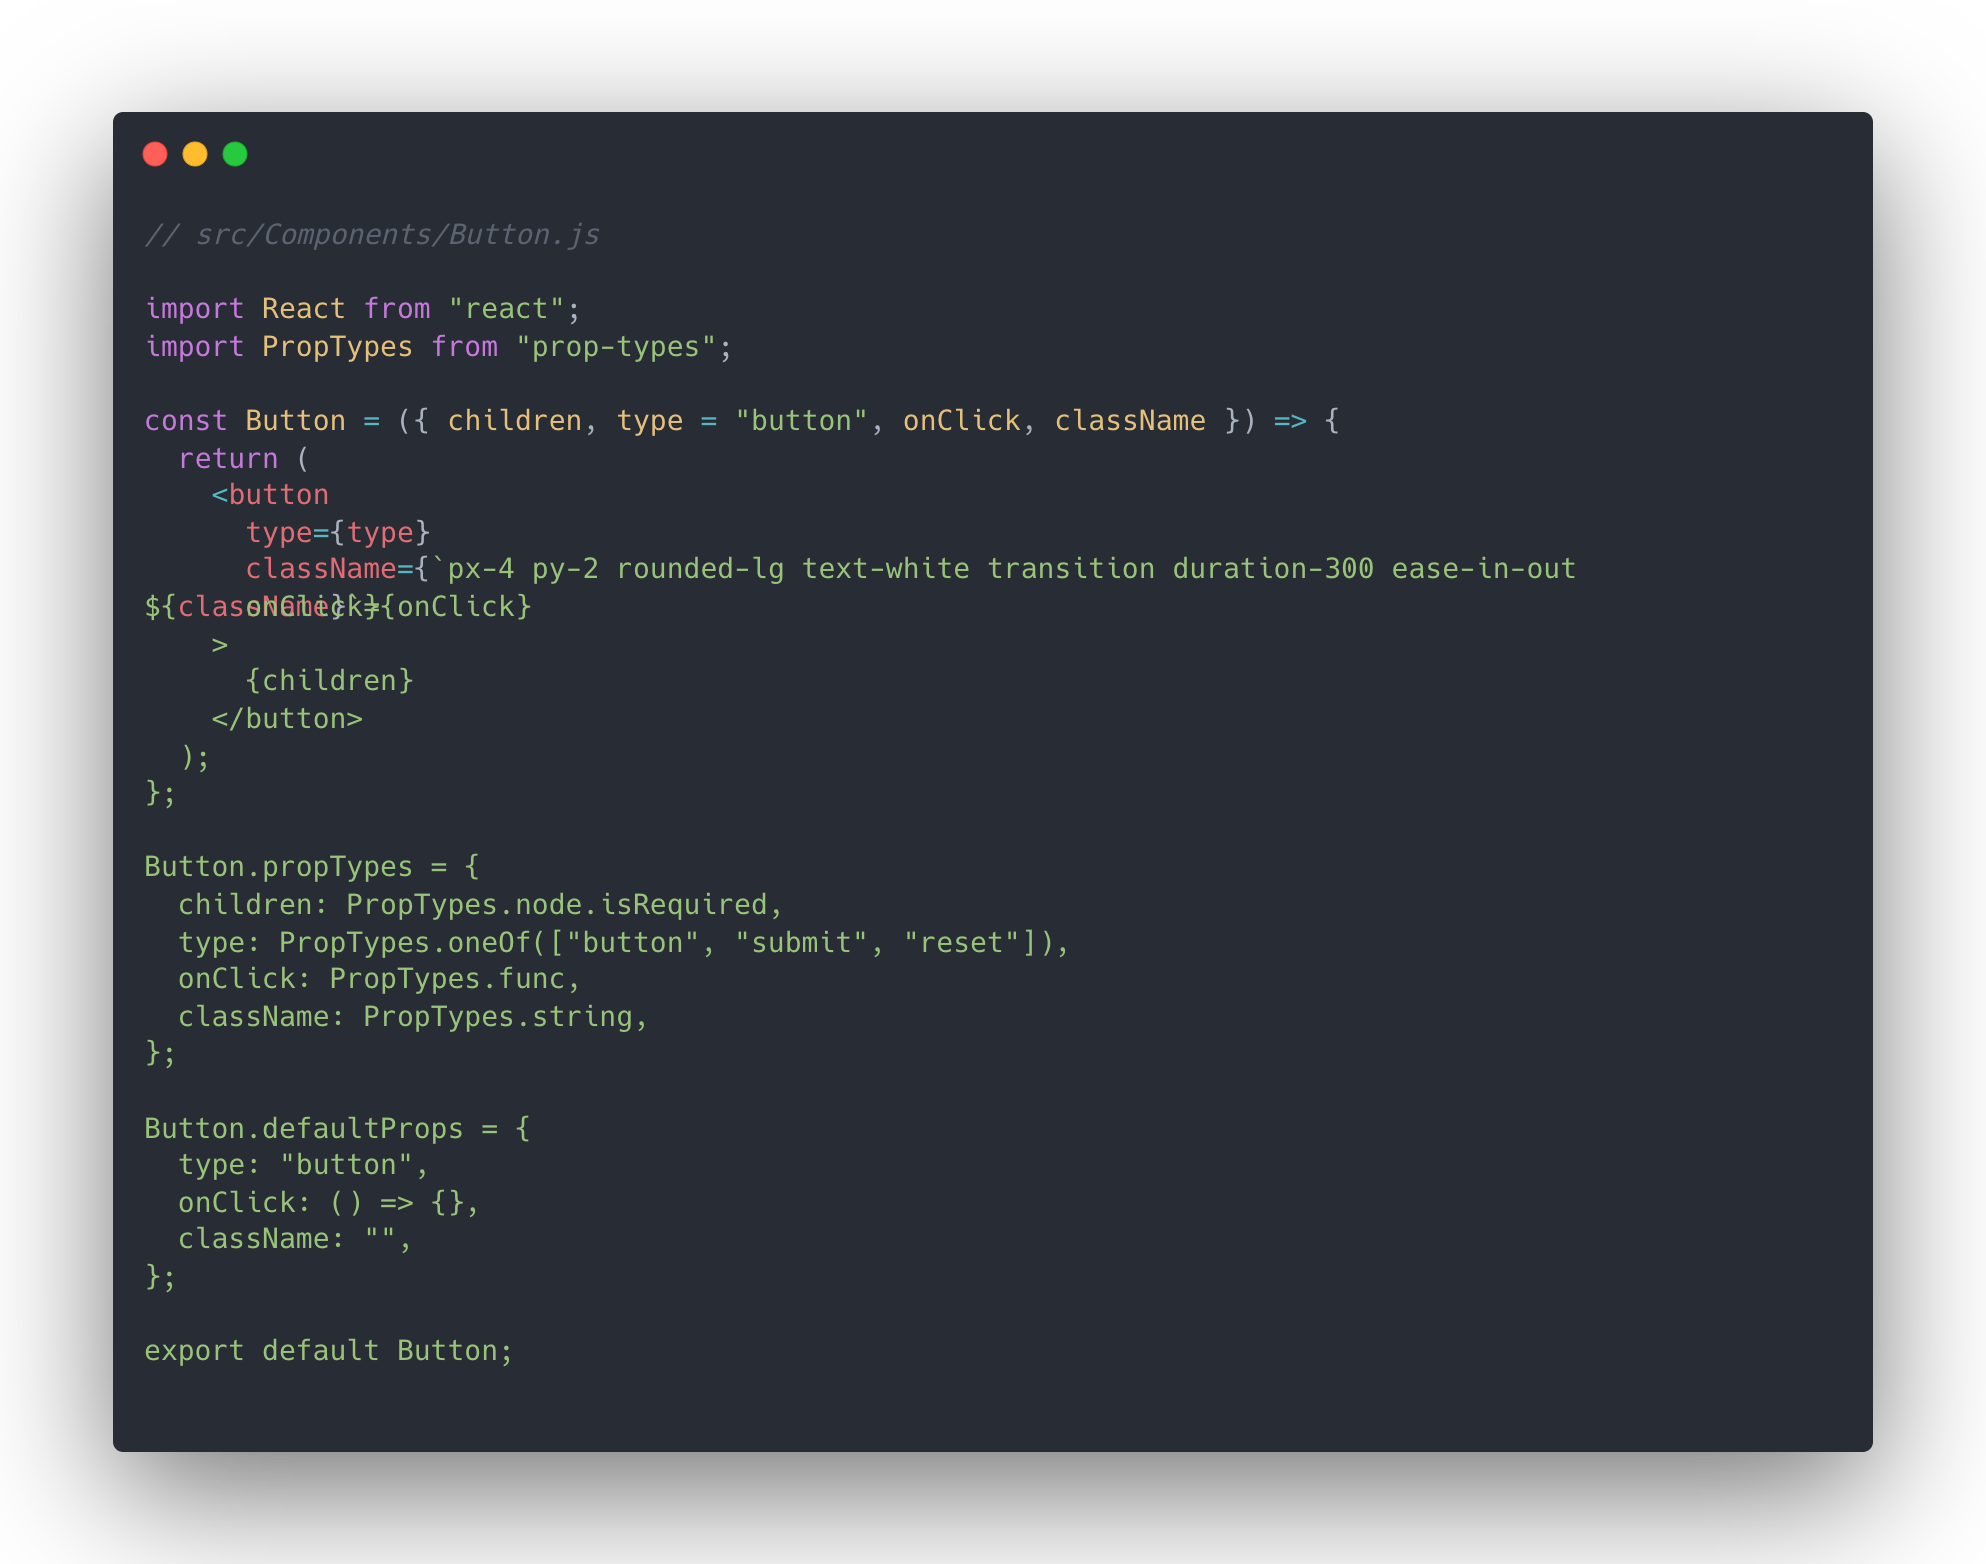 // src/Components/Button.js

import React from "react";
import PropTypes from "prop-types";

const Button = ({ children, type = "button", onClick, className }) => {
  return (
    <button
      type={type}
      className={`px-4 py-2 rounded-lg text-white transition duration-300 ease-in-out
${className}`}
      onClick={onClick}
    >
      {children}
    </button>
  );
};

Button.propTypes = {
  children: PropTypes.node.isRequired,
  type: PropTypes.oneOf(["button", "submit", "reset"]),
  onClick: PropTypes.func,
  className: PropTypes.string,
};

Button.defaultProps = {
  type: "button",
  onClick: () => {},
  className: "",
};

export default Button;